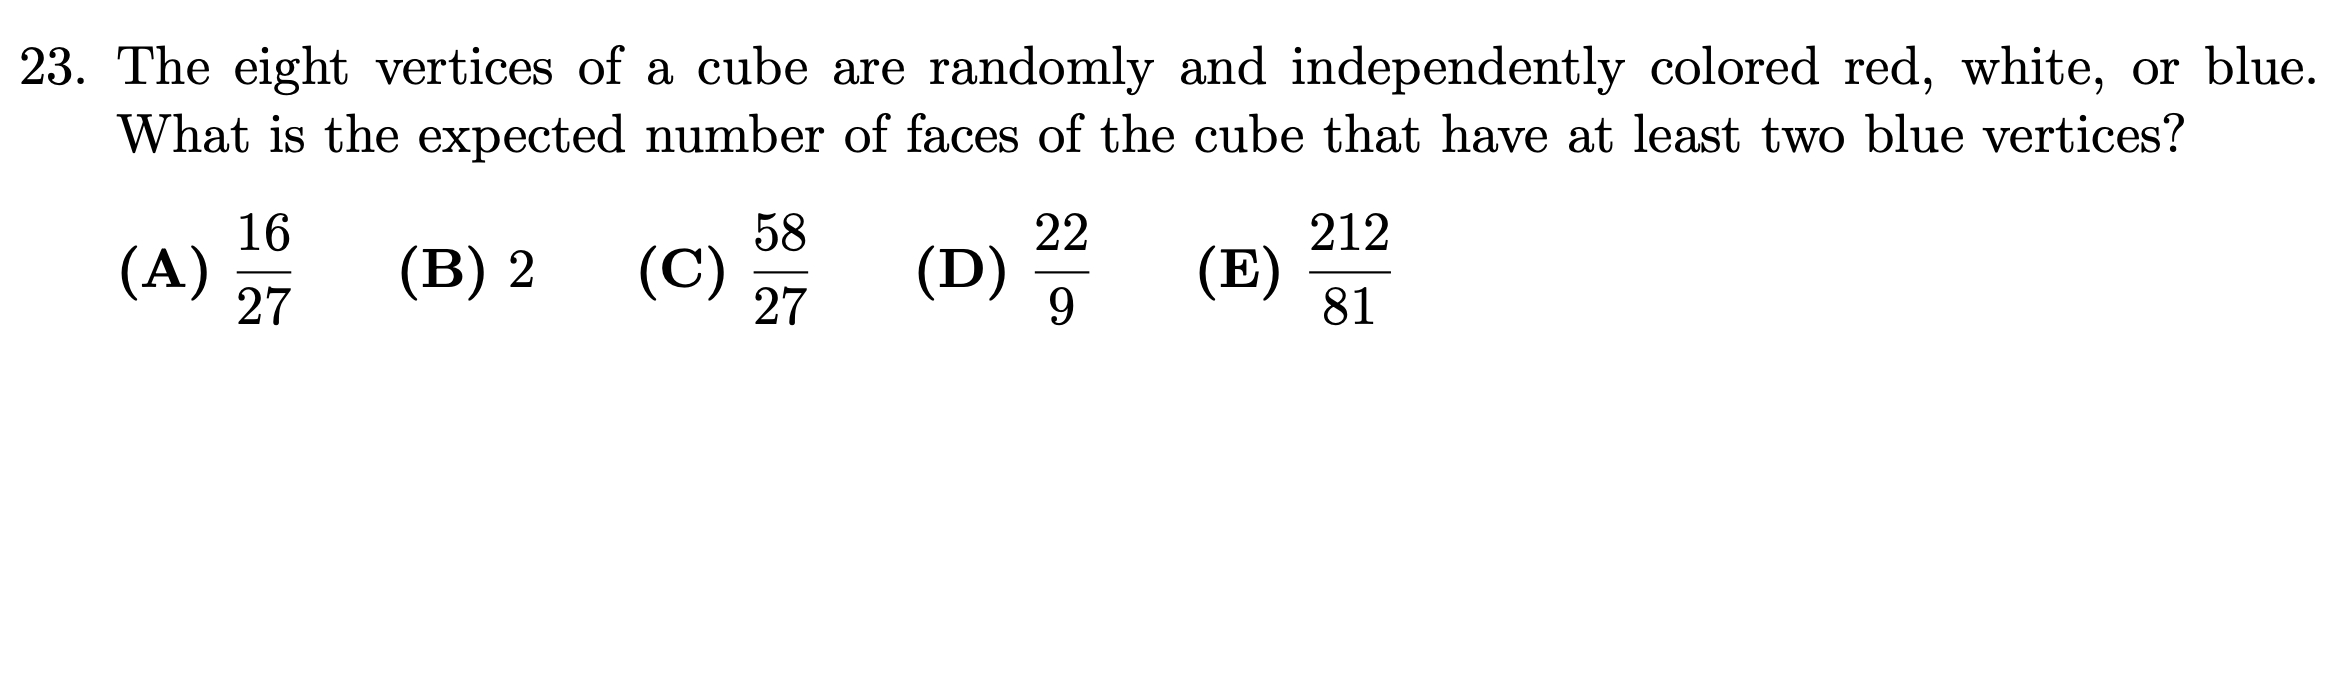 23. The eight vertices of a cube are randomly and independently colored red, white, or blue.
What is the expected number of faces of the cube that have at least two blue vertices?
(A) 16/27 (B) 2 (C) 58/27 (D) 22/9 (E) 212/81